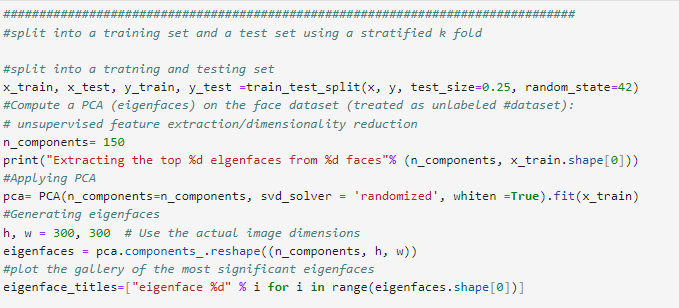 ################################################################################
#split into a training set and a test set using a stratified k fold
#split into a tratning and testing set
x_train, x_test, y_train, y_test =train_test_split(x, y, test_size=0.25, random_state=42)
#Compute a PCA (eigenfaces) on the face dataset (treated as unlabeled #dataset):
# unsupervised feature extraction/dimensionality reduction
n_components= 150
print("Extracting the top %d elgenfaces from %d faces"% (n_components, x_train.shape[0]))
#Applying PCA
pca= PCA(n_components=n_components, svd_solver = 'randomized', whiten =True).fit(x_train)
#Generating eigenfaces
h, w = 300, 300  # Use the actual image dimensions
eigenfaces = pca.components_.reshape((n_components, h, w))
#plot the gallery of the most significant eigenfaces
eigenface_titles=["eigenface %d" % i for i in range(eigenfaces.shape[0])]